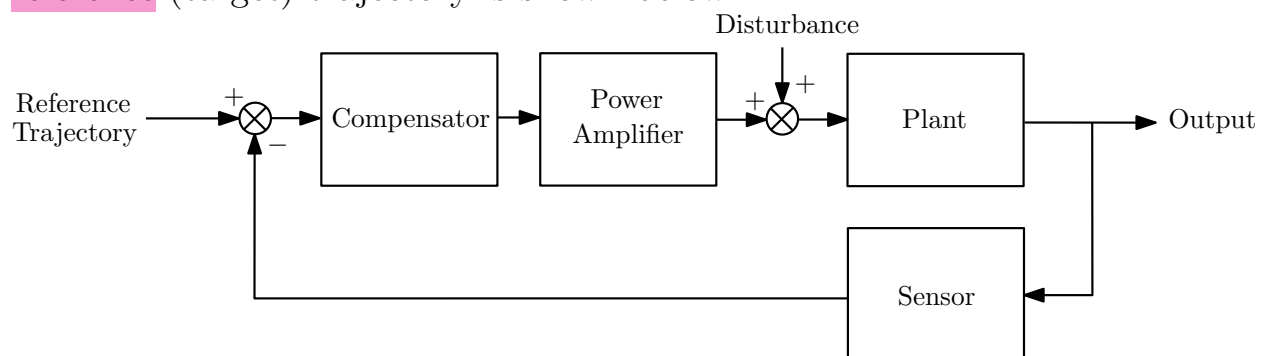 Disturbance
+
+
+
Reference
Trajectory
−
Compensator
Power
Amplifier
Plant
Output
Sensor